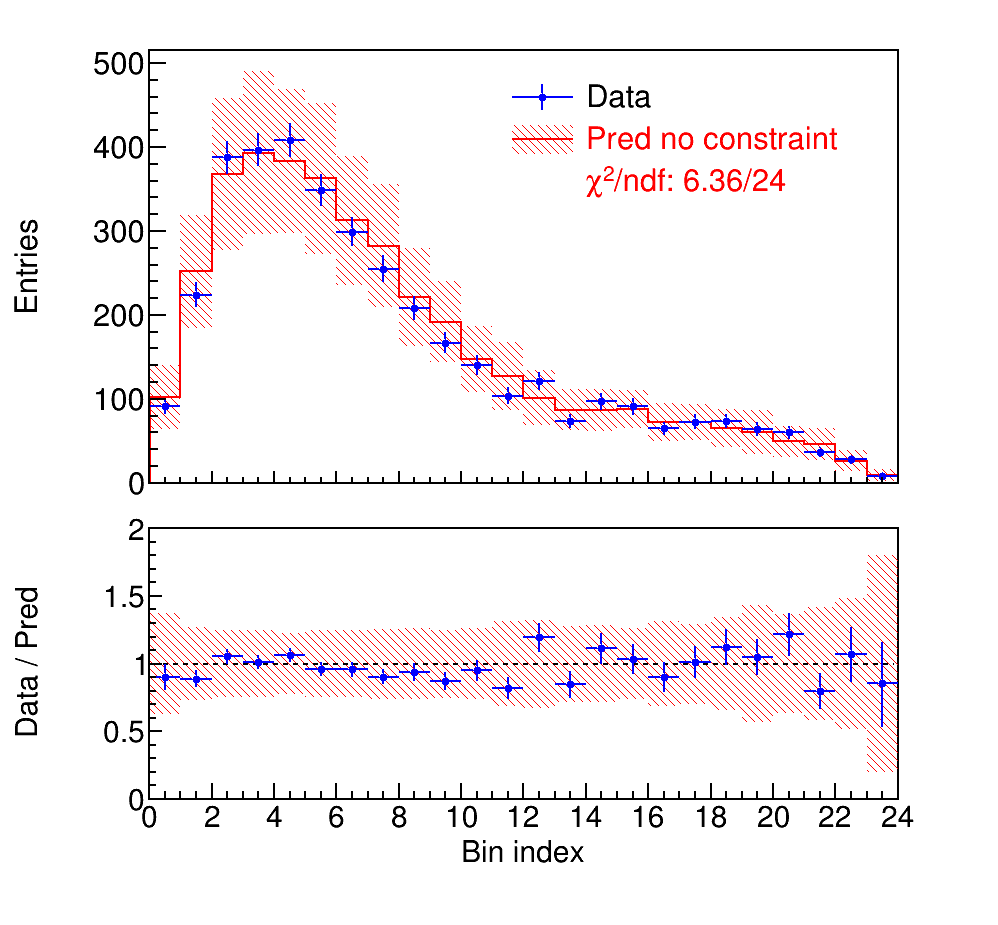 500
400
300
200
100
0
Entries
Data
Pred no constraint
χ²/ndf: 6.36/24
2
1.5
1
0.5
0
Data / Pred
0 2 4 6 8 10 12 14 16 18 20 22 24
Bin index